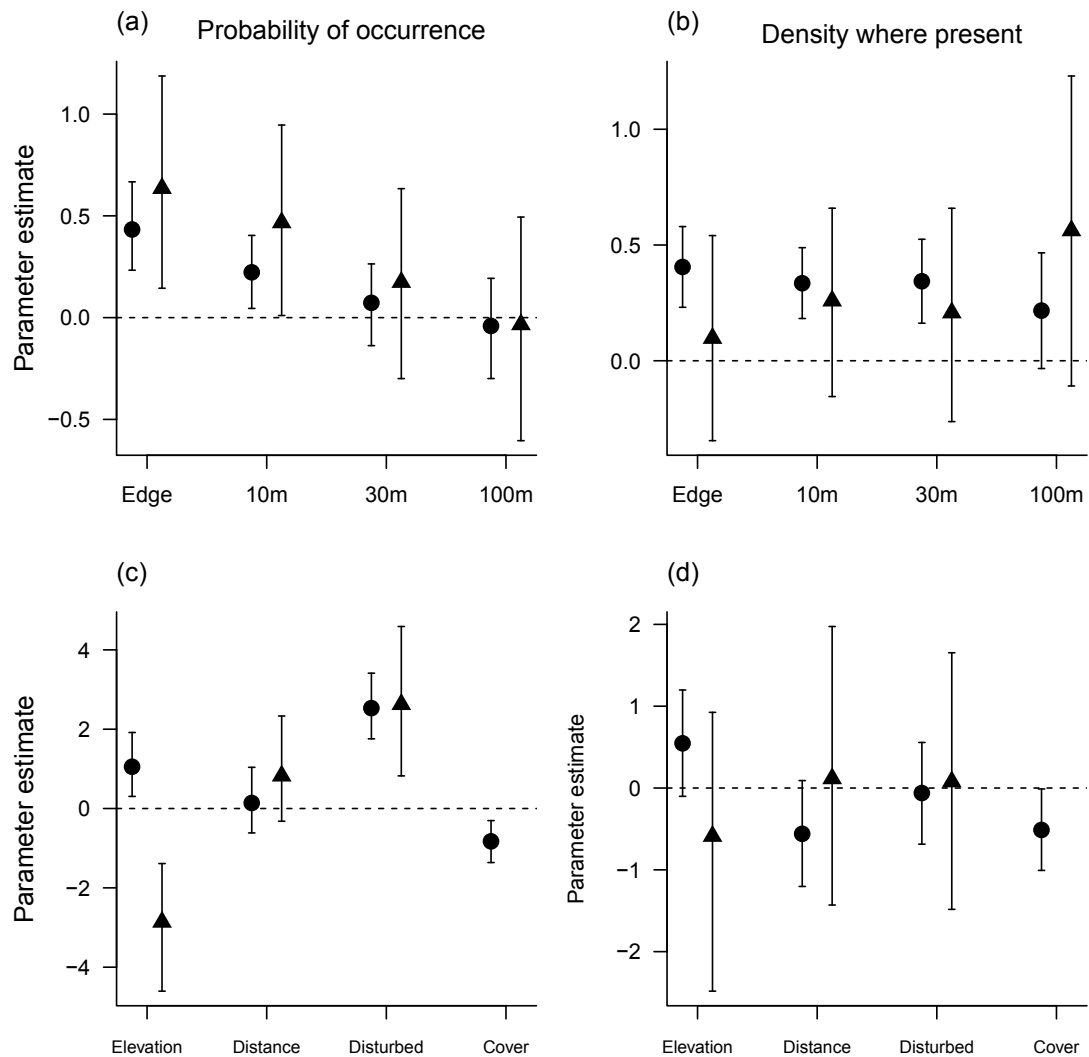 (a)
Probability of occurrence
(b)
Density where present
Parameter estimate
1.0
0.5
0.0
−0.5
1.0
0.5
0.0
Edge 10m 30m 100m
Edge 10m 30m 100m
(c)
(d)
Parameter estimate
4
2
0
−2
−4
Parameter estimate
2
1
0
−1
−2
Elevation Distance Disturbed Cover
Elevation Distance Disturbed Cover